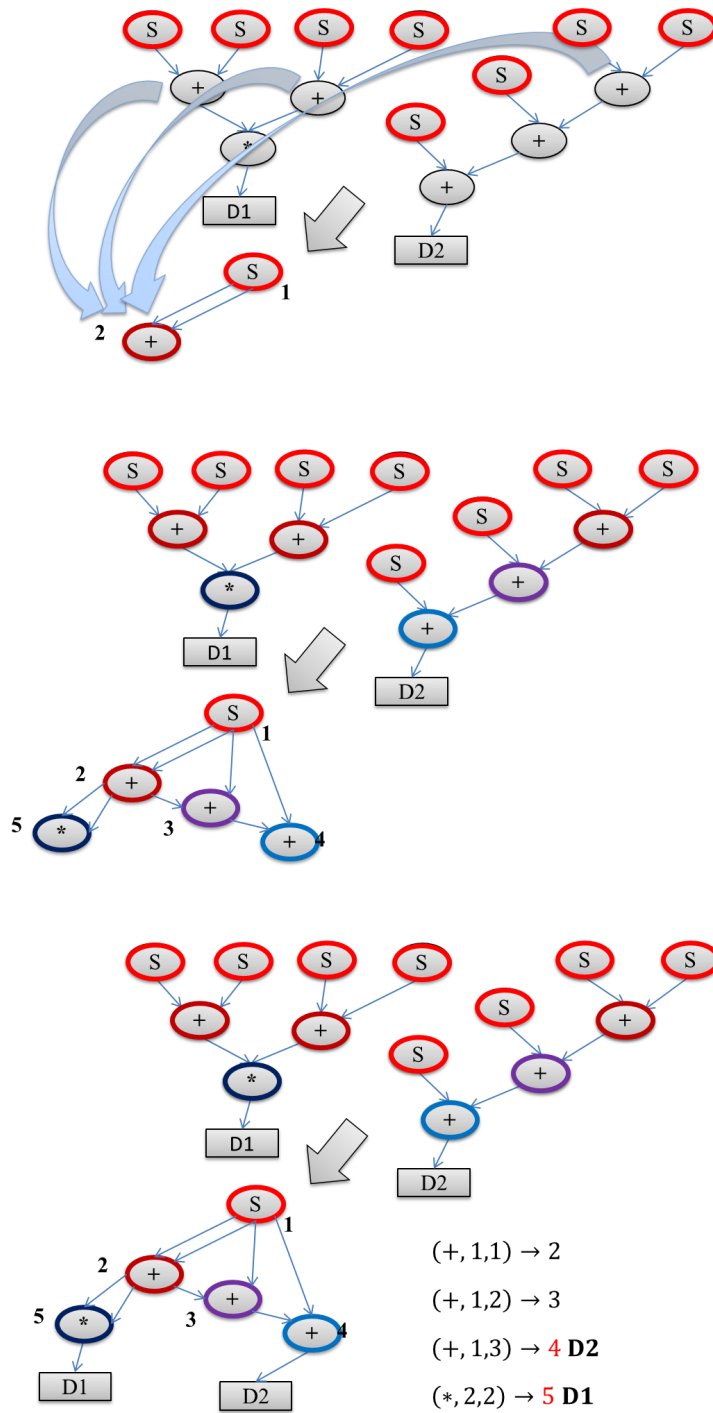 S S S S S S
S
+ + +
S
* +
+
D1
D2
S
1
2
+
S S S S S S
S
+ +
+
S
* +
+
D1
D2
S
1
2 +
3 +
5 * + 4
S S S S S S
S
+ + +
S
* +
+
D1
D2
S
1
(+, 1,1) → 2
2 +
(+, 1,2) → 3
5 * 3 + + 4
(+, 1,3) → 4 D2
D1 D2
(*, 2,2) → 5 D1